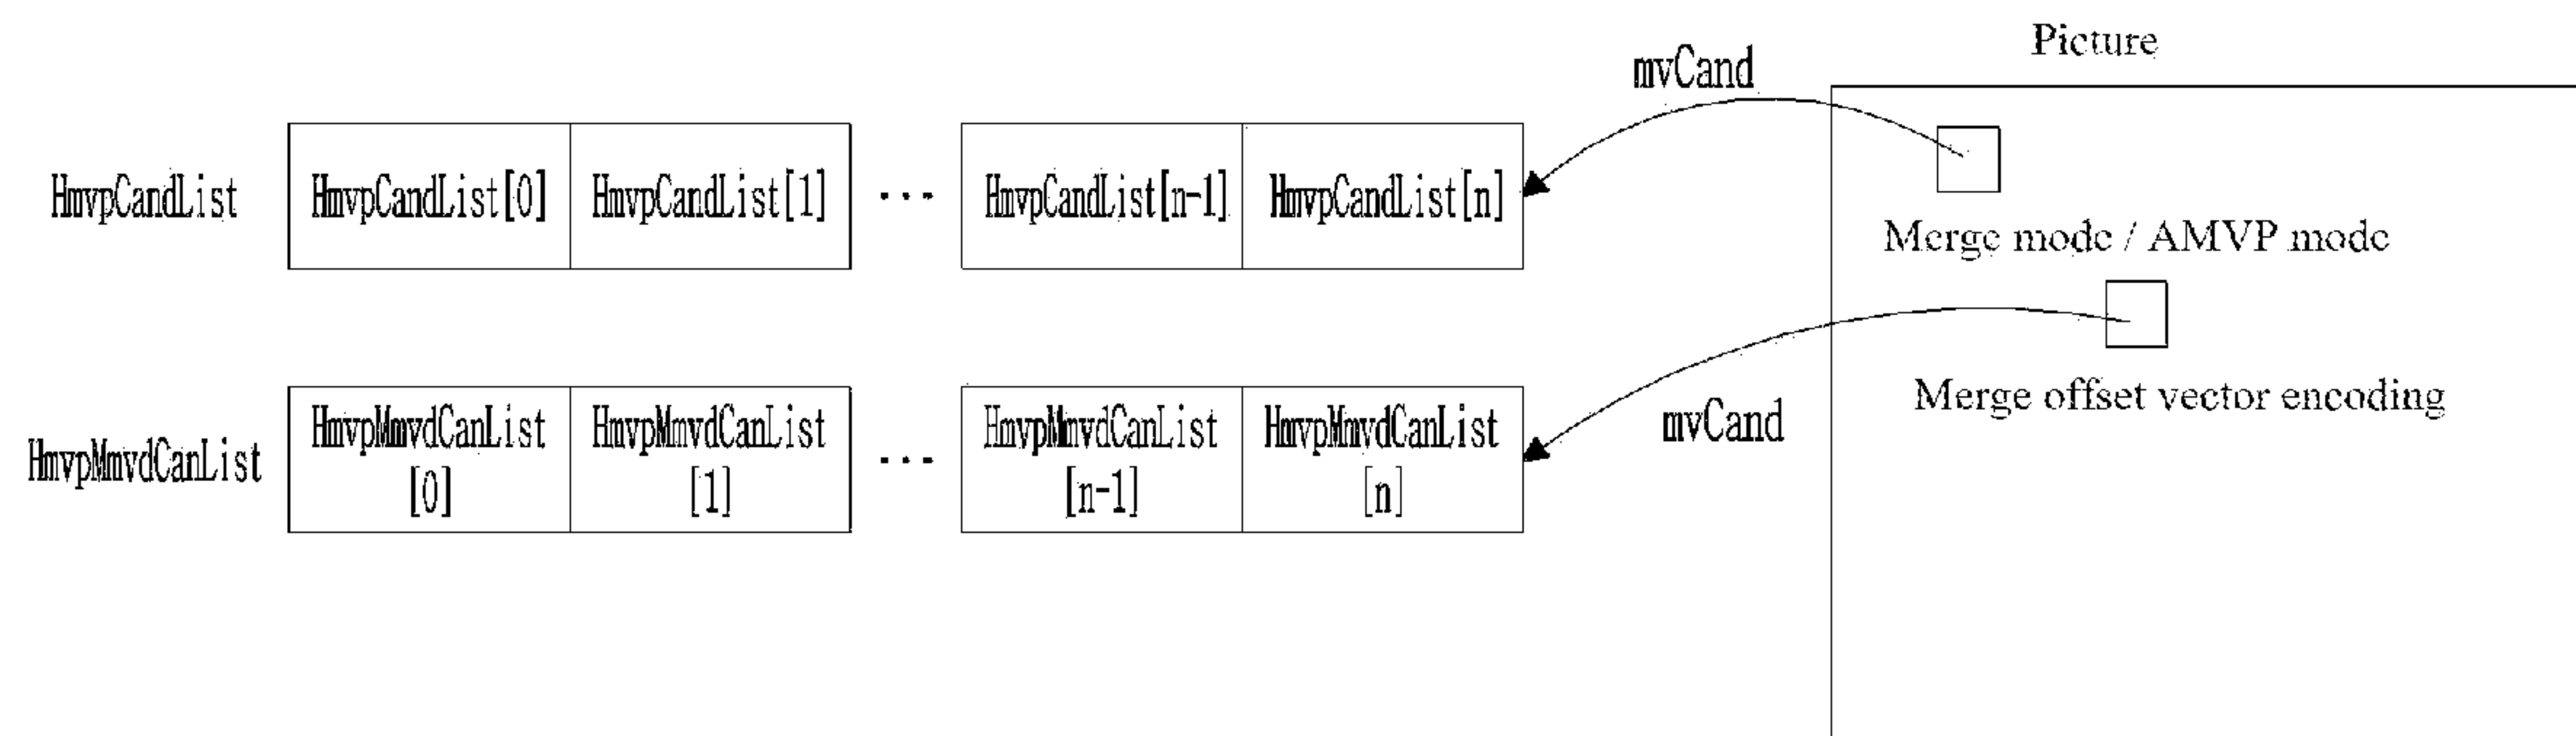 Picture
mvCand
HmvpCandList
HmvpCandList[0]
HmvpCandList[1]
...
HmvpCandList[n-1]
HmvpCandList[n]
Merge mode / AMVP mode
HmvpMmvdCanList
HmvpMmvdCanList
[0]
HmvpMmvdCanList
[1]
...
HmvpMmvdCanList
[n-1]
HmvpMmvdCanList
[n]
mvCand
Merge offset vector encoding